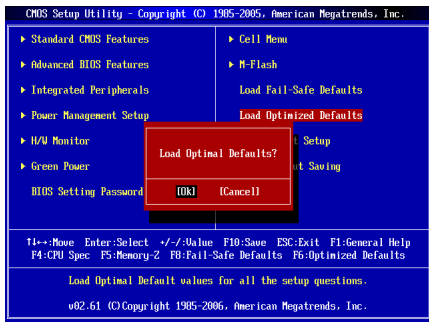 CMOS Setup Utility - Copyright (C) 1985-2005, American Megatrends, Inc.
▶ Standard CMOS Features
▶ Advanced BIOS Features
▶ Integrated Peripherals
▶ Power Management Setup
▶ H/W Monitor
▶ Green Power
BIOS Setting Password
▶ Cell Menu
▶ M-Flash
Load Fail-Safe Defaults
Load Optimized Defaults
Setup
ut Saving
Load Optimal Defaults?
[Ok] [Cancel]
↑↓↔:Move Enter:Select +/-/:Value F10:Save ESC:Exit F1:General Help
F4:CPU Spec F5:Memory-Z F8:Fail-Safe Defaults F6:Optimized Defaults
Load Optimal Default values for all the setup questions.
v02.61 (C)Copyright 1985-2006, American Megatrends, Inc.